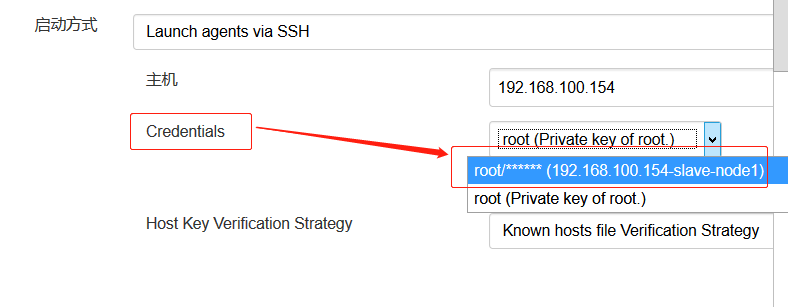 启动方式
Launch agents via SSH
主机
192.168.100.154
Credentials
root (Private key of root.)
root/****** (192.168.100.154-slave-node1)
root (Private key of root.)
Host Key Verification Strategy
Known hosts file Verification Strategy